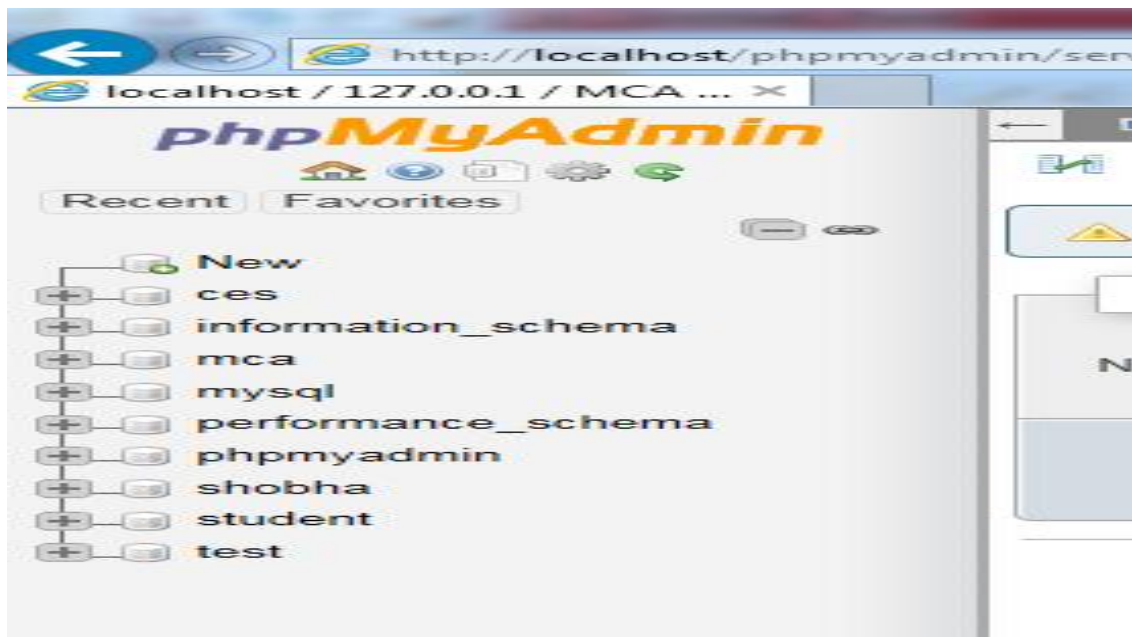 http://localhost/phpmyadmin/ser
localhost / 127.0.0.1 / MCA ... ×
phpMyAdmin
Recent Favorites
New
ces
information_schema
mca
mysql
performance_schema
phpmyadmin
shobha
student
test
N